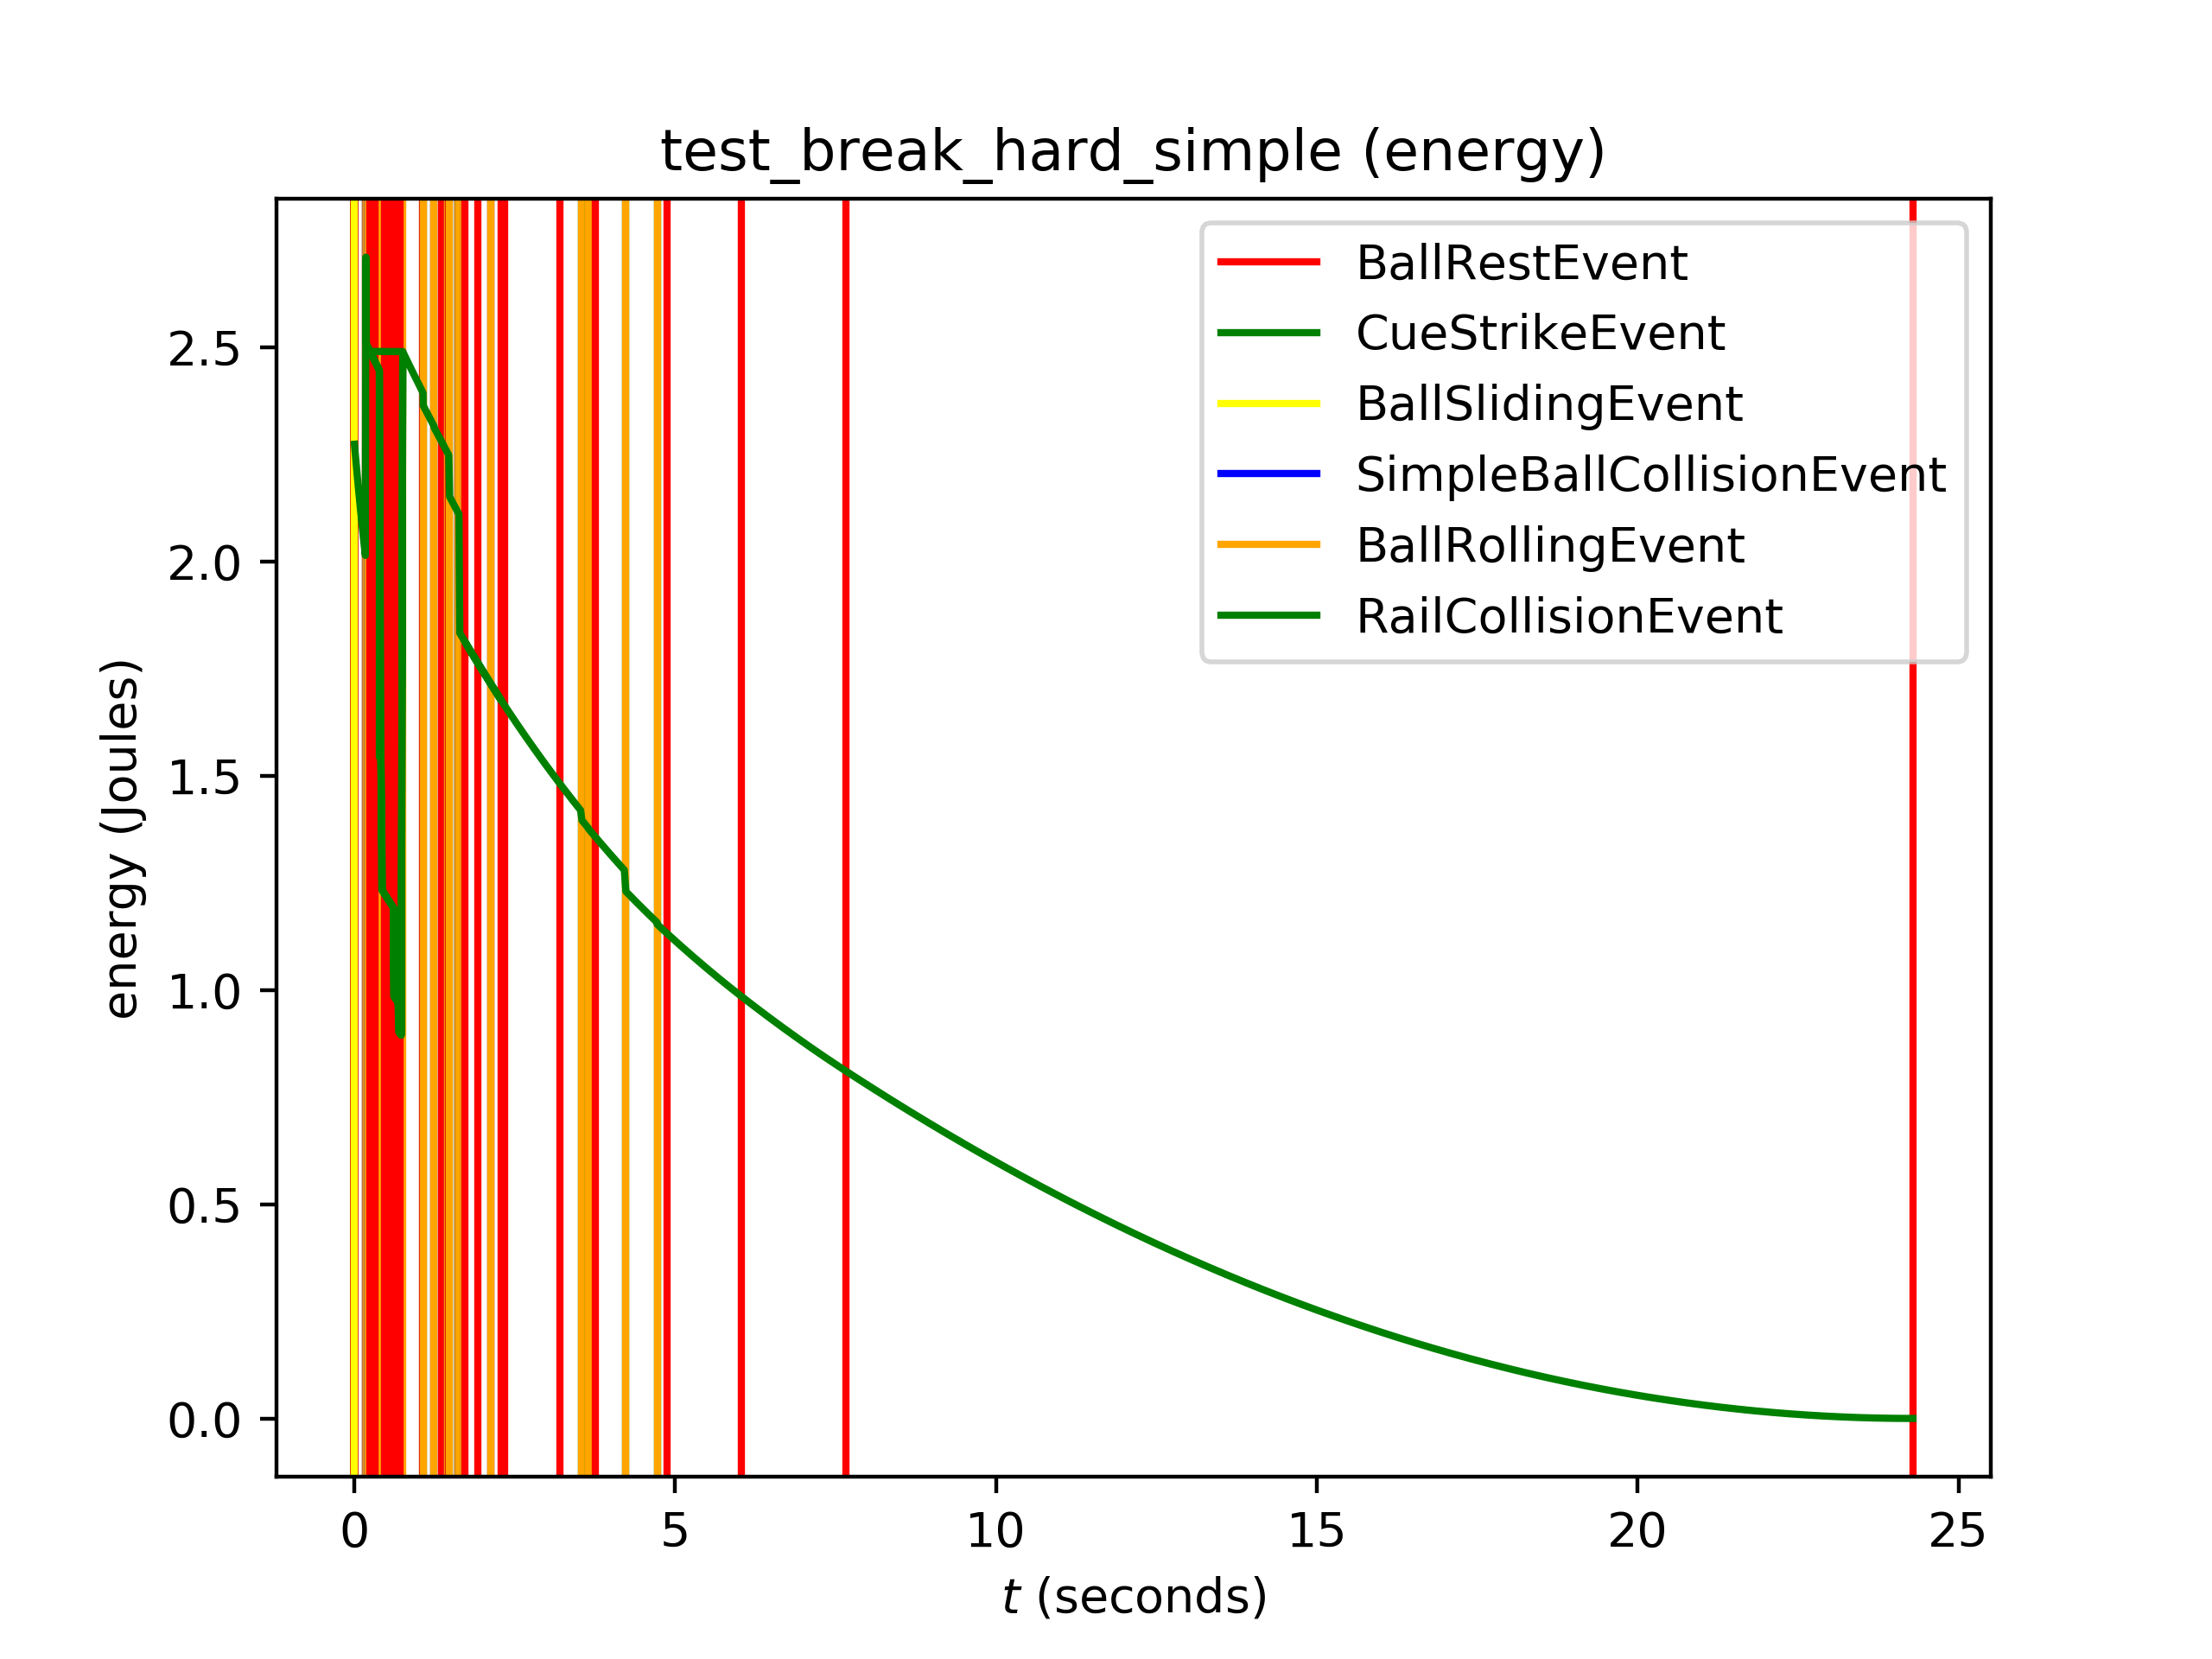 test_break_hard_simple (energy)
BallRestEvent
CueStrikeEvent
BallSlidingEvent
SimpleBallCollisionEvent
BallRollingEvent
RailCollisionEvent
energy (Joules)
2.5
2.0
1.5
1.0
0.5
0.0
0 5 10 15 20 25
t (seconds)